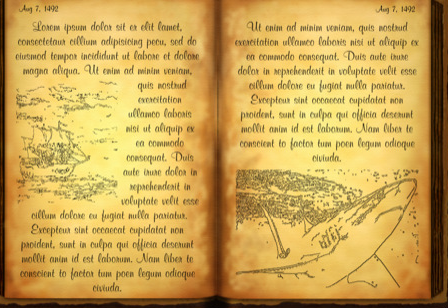 Aug 7, 1492
Lorem ipsum dolor sit er elit lamet,
consectetaur cillium adipisicing pecu, sed do
eiusmod tempor incididunt ut labore et dolore
magna aliqua. Ut enim ad minim veniam,
quis nostrud
exercitation
ullamco laboris
nisi ut aliquip ex
ea commodo
consequat. Duis
aute irure dolor in
reprehenderit in
voluptate velit esse
cillum dolore eu fugiat nulla pariatur.
Excepteur sint occaecat cupidatat non
proident, sunt in culpa qui officia deserunt
mollit anim id est laborum. Nam liber te
conscient to factor tum poen legum odioque
civiuda.
Aug 7, 1492
Ut enim ad minim veniam, quis nostrud
exercitation ullamco laboris nisi ut aliquip ex
ea commodo consequat. Duis aute irure
dolor in reprehenderit in voluptate velit esse
cillum dolore eu fugiat nulla pariatur.
Excepteur sint occaecat cupidatat non
proident, sunt in culpa qui officia deserunt
mollit anim id est laborum. Nam liber te
conscient to factor tum poen legum odioque
civiuda.